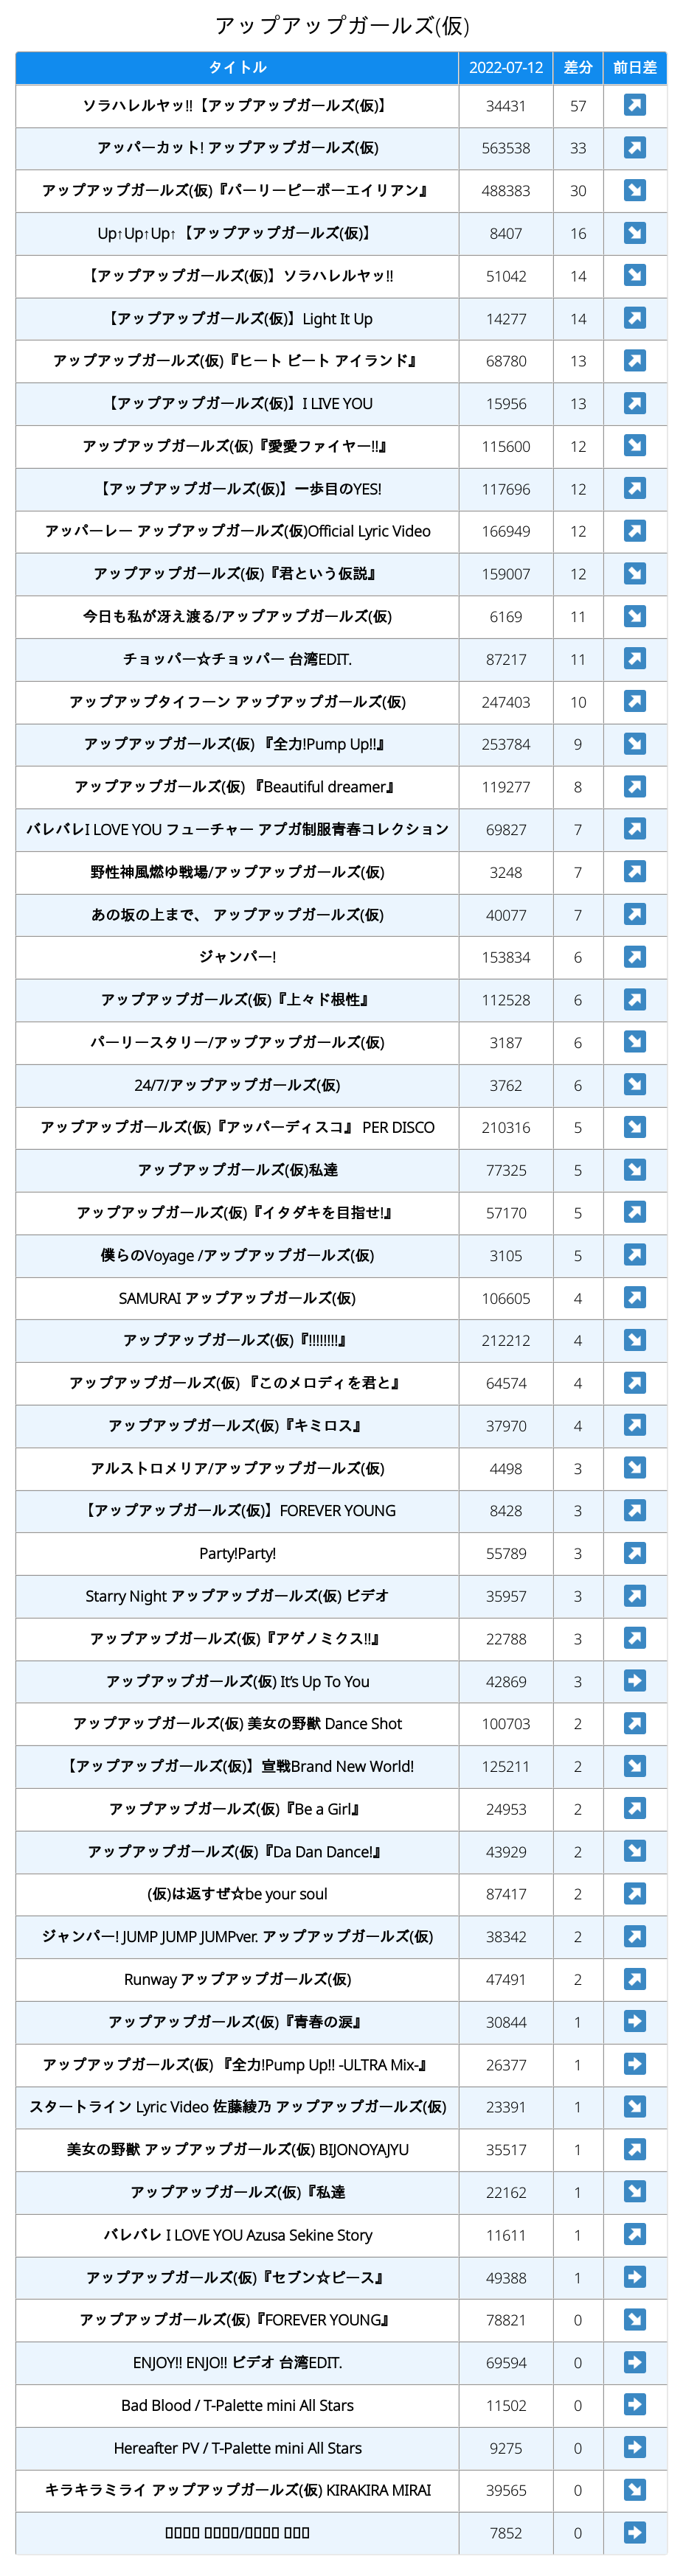 アップアップガールズ(仮)
タイトル 2022-07-12 差分 前日差
ソラハレルヤッ!!【アップアップガールズ(仮)】 34431 57 ↗
アッパーカット! アップアップガールズ(仮) 563538 33 ↗
アップアップガールズ(仮)『パーリーピーポーエイリアン』 488383 30 ↘
Up↑Up↑Up↑【アップアップガールズ(仮)】 8407 16 ↘
【アップアップガールズ(仮)】ソラハレルヤッ!! 51042 14 ↘
【アップアップガールズ(仮)】Light It Up 14277 14 ↗
アップアップガールズ(仮)『ヒート ビート アイランド』 68780 13 ↗
【アップアップガールズ(仮)】I LIVE YOU 15956 13 ↗
アップアップガールズ(仮)『愛愛ファイヤー!!』 115600 12 ↘
【アップアップガールズ(仮)】一歩目のYES! 117696 12 ↗
アッパーレー アップアップガールズ(仮)Official Lyric Video 166949 12 ↗
アップアップガールズ(仮)『君という仮説』 159007 12 ↘
今日も私が冴え渡る/アップアップガールズ(仮) 6169 11 ↘
チョッパー☆チョッパー 台湾EDIT. 87217 11 ↗
アップアップタイフーン アップアップガールズ(仮) 247403 10 ↗
アップアップガールズ(仮) 『全力!Pump Up!!』 253784 9 ↘
アップアップガールズ(仮) 『Beautiful dreamer』 119277 8 ↗
バレバレI LOVE YOU フューチャー アプガ制服青春コレクション 69827 7 ↗
野性神風燃ゆ戦場/アップアップガールズ(仮) 3248 7 ↗
あの坂の上まで、 アップアップガールズ(仮) 40077 7 ↗
ジャンパー! 153834 6 ↗
アップアップガールズ(仮)『上々ド根性』 112528 6 ↗
パーリースタリー/アップアップガールズ(仮) 3187 6 ↘
24/7/アップアップガールズ(仮) 3762 6 ↘
アップアップガールズ(仮)『アッパーディスコ』 PER DISCO 210316 5 ↘
アップアップガールズ(仮)私達 77325 5 ↘
アップアップガールズ(仮)『イタダキを目指せ!』 57170 5 ↗
僕らのVoyage /アップアップガールズ(仮) 3105 5 ↗
SAMURAI アップアップガールズ(仮) 106605 4 ↗
アップアップガールズ(仮)『!!!!!!!!』 212212 4 ↘
アップアップガールズ(仮) 『このメロディを君と』 64574 4 ↗
アップアップガールズ(仮)『キミロス』 37970 4 ↗
アルストロメリア/アップアップガールズ(仮) 4498 3 ↘
【アップアップガールズ(仮)】FOREVER YOUNG 8428 3 ↗
Party!Party! 55789 3 ↗
Starry Night アップアップガールズ(仮) ビデオ 35957 3 ↗
アップアップガールズ(仮)『アゲノミクス!!』 22788 3 ↗
アップアップガールズ(仮) It's Up To You 42869 3 ➡
アップアップガールズ(仮) 美女の野獣 Dance Shot 100703 2 ↗
【アップアップガールズ(仮)】宣戦Brand New World! 125211 2 ↘
アップアップガールズ(仮)『Be a Girl』 24953 2 ↗
アップアップガールズ(仮)『Da Dan Dance!』 43929 2 ↘
(仮)は返すぜ☆be your soul 87417 2 ↗
ジャンパー! JUMP JUMP JUMPver. アップアップガールズ(仮) 38342 2 ↗
Runway アップアップガールズ(仮) 47491 2 ↗
アップアップガールズ(仮)『青春の涙』 30844 1 ➡
アップアップガールズ(仮) 『全力!Pump Up!! -ULTRA Mix-』 26377 1 ➡
スタートライン Lyric Video 佐藤綾乃 アップアップガールズ(仮) 23391 1 ↘
美女の野獣 アップアップガールズ(仮) BIJONOYAJYU 35517 1 ↗
アップアップガールズ(仮)『私達 22162 1 ↘
バレバレ I LOVE YOU Azusa Sekine Story 11611 1 ↗
アップアップガールズ(仮)『セブン☆ピース』 49388 1 ➡
アップアップガールズ(仮)『FOREVER YOUNG』 78821 0 ↘
ENJOY!! ENJO!! ビデオ 台湾EDIT. 69594 0 ➡
Bad Blood / T-Palette mini All Stars 11502 0 ➡
Hereafter PV / T-Palette mini All Stars 9275 0 ➡
キラキラミライ アップアップガールズ(仮) KIRAKIRA MIRAI 39565 0 ↘
7852 0 ➡